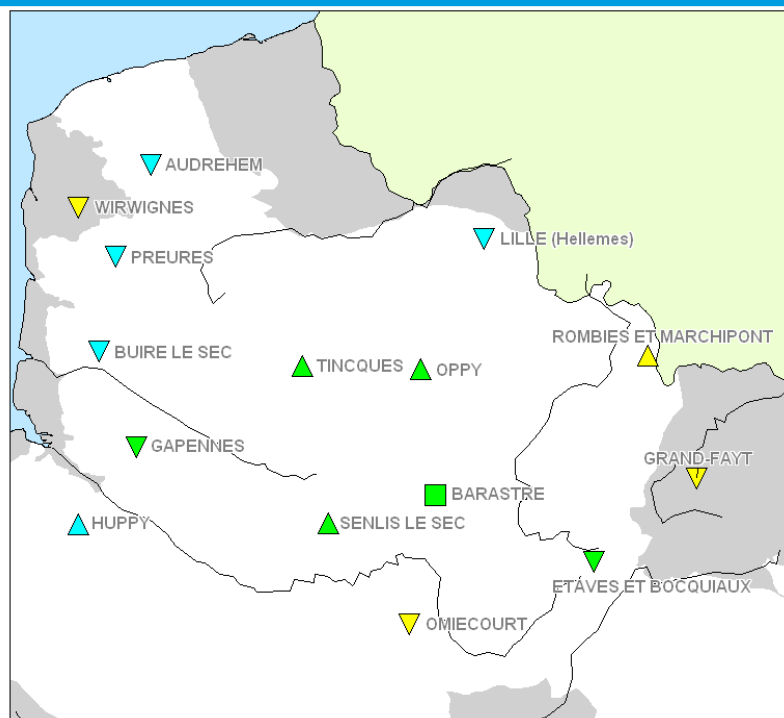 AUDREHEM
WIRWIGNES
LILLE (Hellemes)
PREURES
ROMBIES ET MARCHIPONT
BUIRE LE SEC
TINCQUES
OPPY
GAPENNES
GRAND-FAYT
BARASTRE
HUPPY
SENLIS LE SEC
ETAVES ET BOCQUIAUX
OMIECOURT